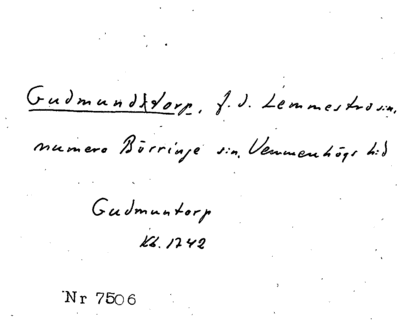 Gudmundstorp, f.d. Lemmeströ sn,
numera Börringe sn, Vemmenhögs hd
Gudmuntorp
Kb. 1742
Nr 7506